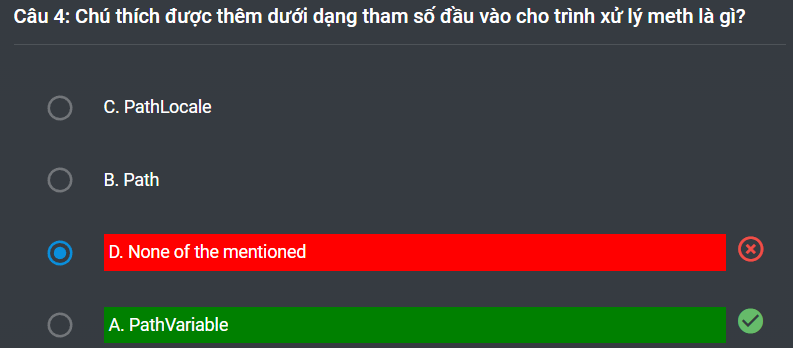 Câu 4: Chú thích được thêm dưới dạng tham số đầu vào cho trình xử lý meth là gì?
C. PathLocale
B. Path
D. None of the mentioned
A. PathVariable